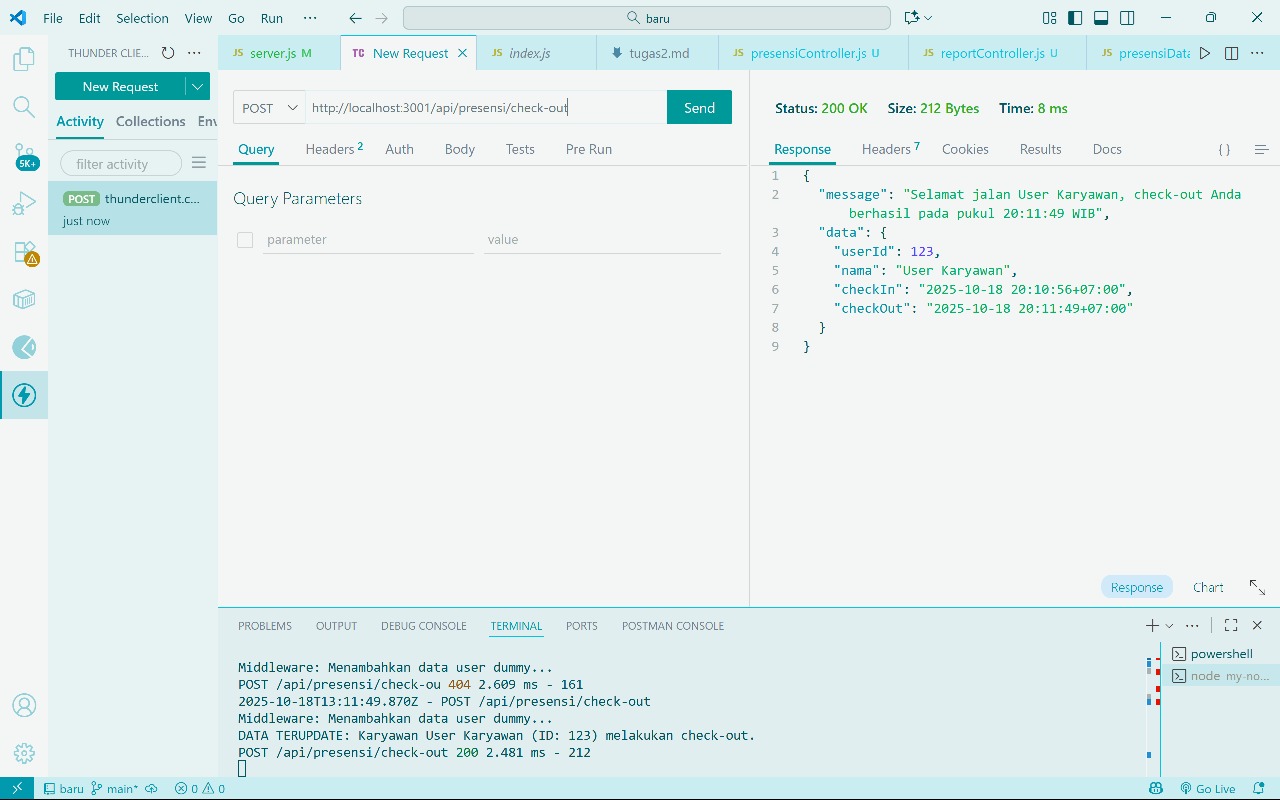 File Edit Selection View Go Run ··· baru
THUNDER CLIE... ···
JS server.js M
TC New Request
JS index.js
tugas2.md
JS presensiController.js U
JS reportController.js U
JS presensiData
···
New Request
Activity Collections Env
filter activity
POST thunderclient.c...
just now
5K+
POST http://localhost:3001/api/presensi/check-out Send
Query Headers 2 Auth Body Tests Pre Run
Query Parameters
parameter value
Status: 200 OK Size: 212 Bytes Time: 8 ms
Response Headers 7 Cookies Results Docs { }
1 {
2 "message": "Selamat jalan User Karyawan, check-out Anda
berhasil pada pukul 20:11:49 WIB",
3 "data": {
4 "userId": 123,
5 "nama": "User Karyawan",
6 "checkIn": "2025-10-18 20:10:56+07:00",
7 "checkOut": "2025-10-18 20:11:49+07:00"
8 }
9 }
Response Chart
PROBLEMS OUTPUT DEBUG CONSOLE TERMINAL PORTS POSTMAN CONSOLE ···
Middleware: Menambahkan data user dummy...
POST /api/presensi/check-ou 404 2.609 ms - 161
2025-10-18T13:11:49.870Z - POST /api/presensi/check-out
Middleware: Menambahkan data user dummy...
DATA TERUPDATE: Karyawan User Karyawan (ID: 123) melakukan check-out.
POST /api/presensi/check-out 200 2.481 ms - 212
powershell
node my-no...
baru main* 0 0 Go Live